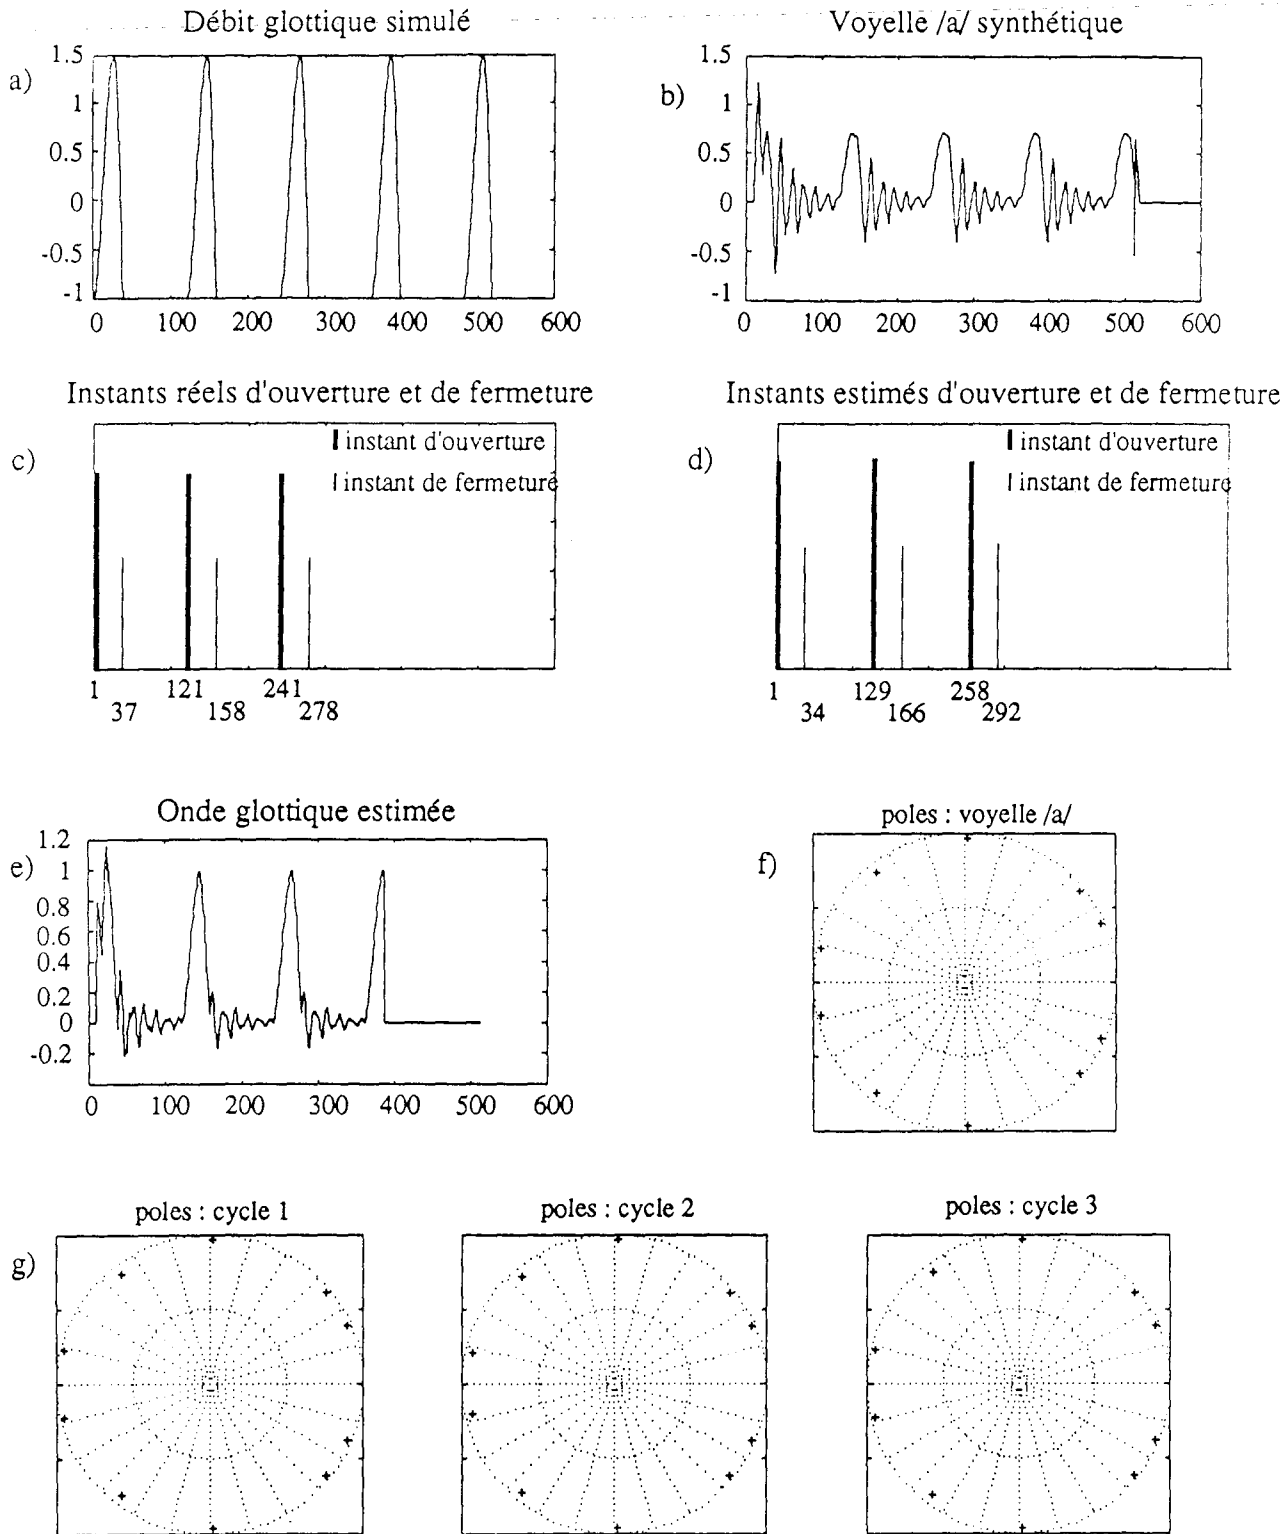 Débit glottique simulé
Voyelle /a/ synthétique
a)
1.5
1
0.5
0
-0.5
-1
0 100 200 300 400 500 600
b)
1.5
1
0.5
0
-0.5
-1
0 100 200 300 400 500 600
Instants réels d'ouverture et de fermeture
Instants estimés d'ouverture et de fermeture
c)
instant d'ouverture
instant de fermeture
1 121 241
37 158 278
d)
instant d'ouverture
instant de fermeture
1 129 258
34 166 292
Onde glottique estimée
e)
1.2
1
0.8
0.6
0.4
0.2
0
-0.2
0 100 200 300 400 500 600
poles : voyelle /a/
f)
poles : cycle 1
poles : cycle 2
poles : cycle 3
g)